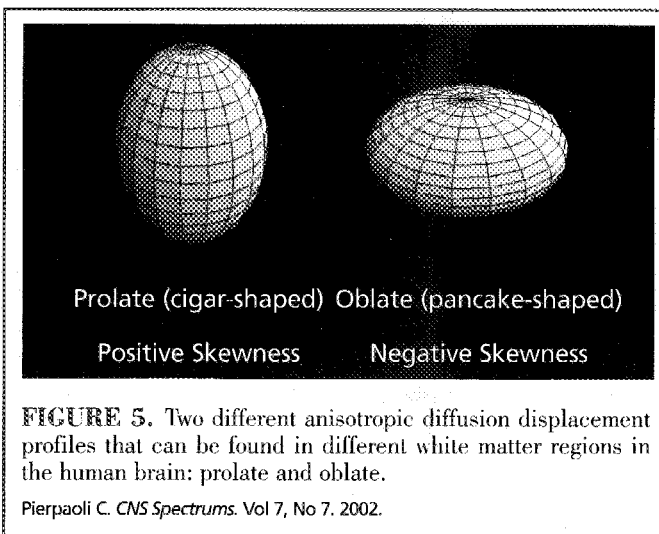 Prolate (cigar-shaped) Oblate (pancake-shaped)
Positive Skewness Negative Skewness
FIGURE 5. Two different anisotropic diffusion displacement
profiles that can be found in different white matter regions in
the human brain: prolate and oblate.
Pierpaoli C. CNS Spectrums. Vol 7, No 7. 2002.